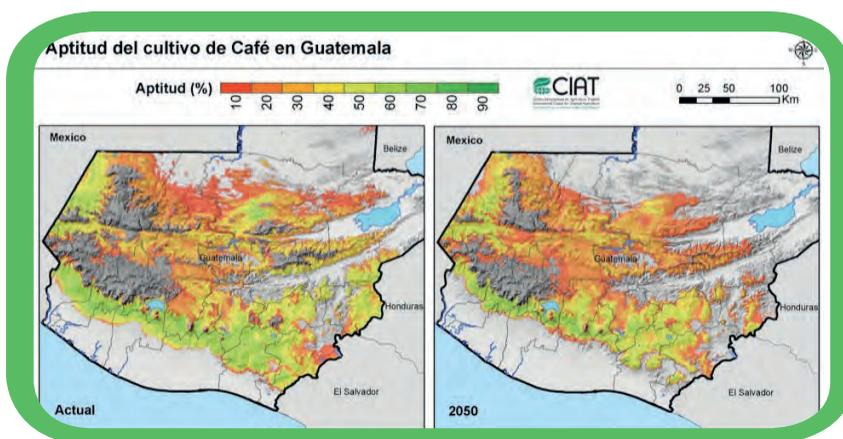 Aptitud del cultivo de Café en Guatemala
Aptitud (%)
10 20 30 40 50 60 70 80 90
CIAT
0 25 50 100
Km
Mexico
Belize
Guatemala
Honduras
El Salvador
Actual
Mexico
Belize
Guatemala
Honduras
El Salvador
2050